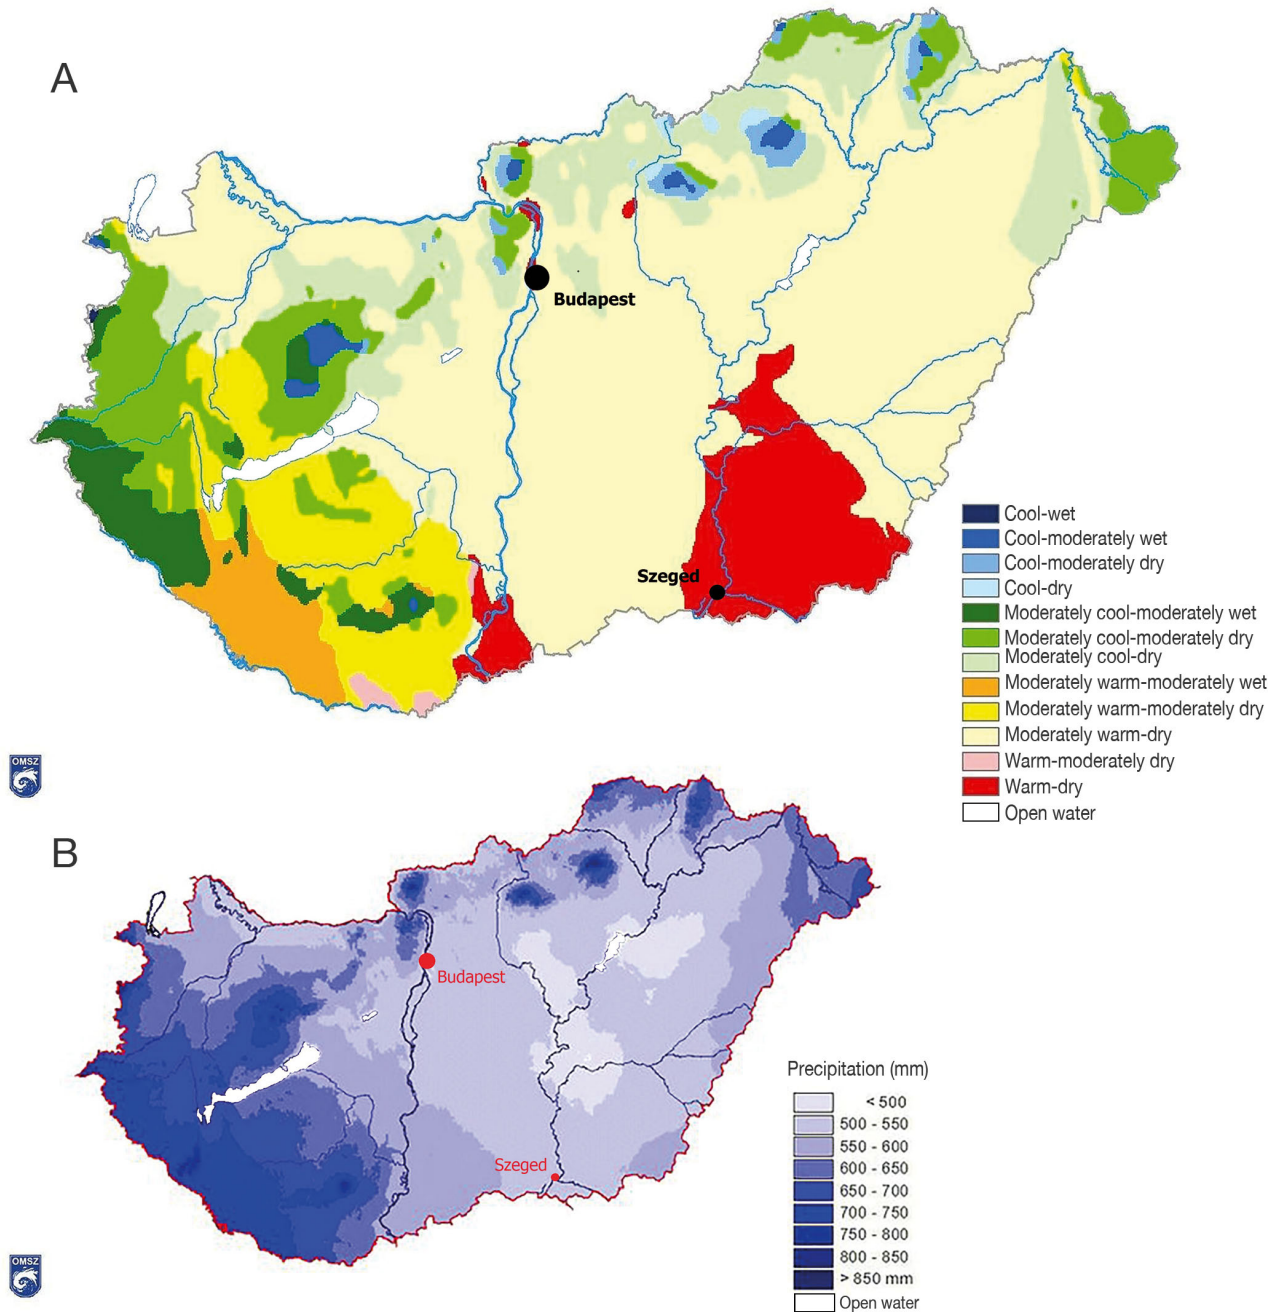 A
Budapest
Szeged
Cool-wet
Cool-moderately wet
Cool-moderately dry
Cool-dry
Moderately cool-moderately wet
Moderately cool-moderately dry
Moderately cool-dry
Moderately warm-moderately wet
Moderately warm-moderately dry
Moderately warm-dry
Warm-moderately dry
Warm-dry
Open water
OMSZ
B
Budapest
Szeged
Precipitation (mm)
< 500
500 - 550
550 - 600
600 - 650
650 - 700
700 - 750
750 - 800
800 - 850
> 850 mm
Open water
OMSZ